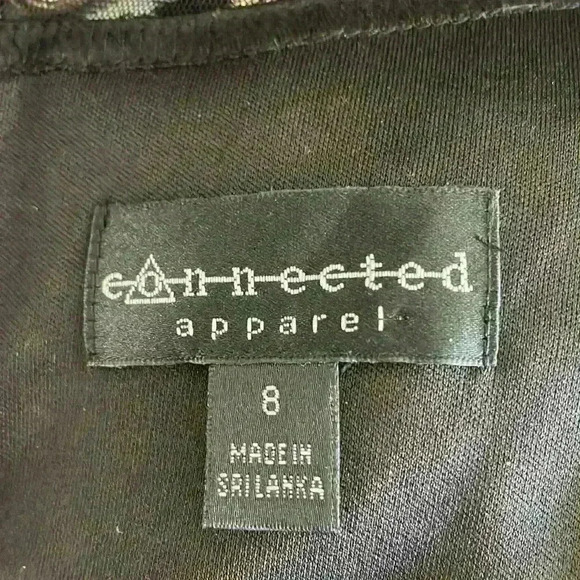 connected
apparel
8
MADE IN
SRI LANKA